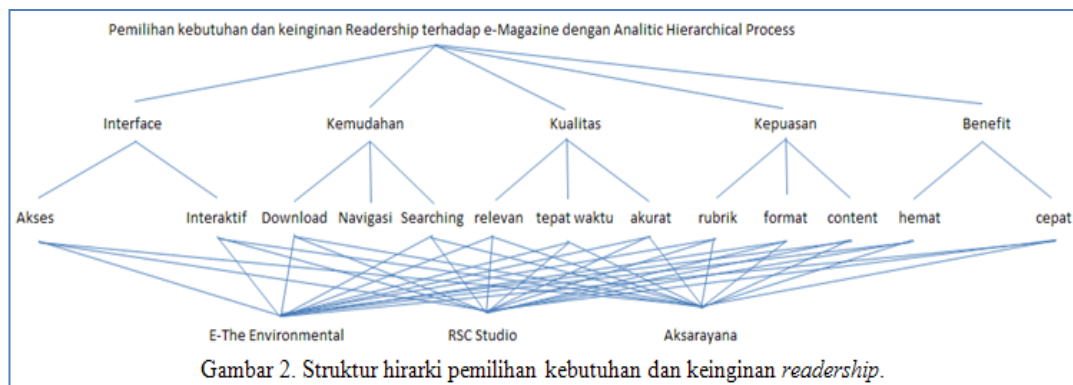 Pemilihan kebutuhan dan keinginan Readership terhadap e-Magazine dengan Analitic Hierarchical Process
Interface Kemudahan Kualitas Kepuasan Benefit
Akses Interaktif Download Navigasi Searching relevan tepat waktu akurat rubrik format content hemat cepat
E-The Environmental RSC Studio Aksarayana
Gambar 2. Struktur hirarki pemilihan kebutuhan dan keinginan readership.